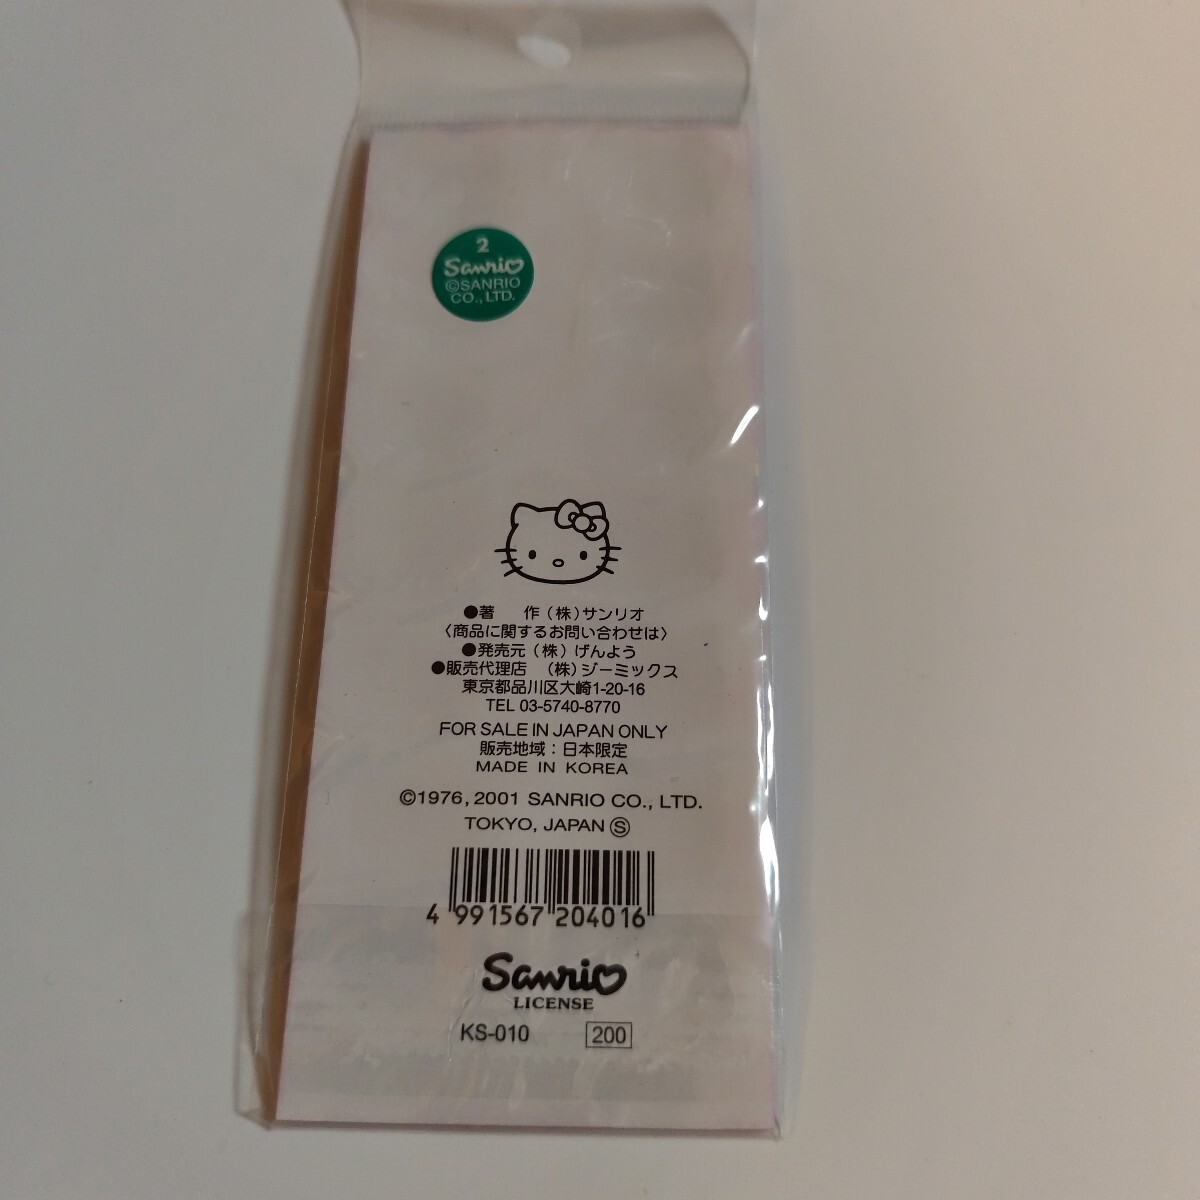 2
Sanrio
©SANRIO
CO., LTD.
●著　作（株）サンリオ
〈商品に関するお問い合わせは〉
●発売元（株）げんよう
●販売代理店　（株）ジーミックス
東京都品川区大崎1-20-16
TEL 03-5740-8770
FOR SALE IN JAPAN ONLY
販売地域：日本限定
MADE IN KOREA
©1976, 2001 SANRIO CO., LTD.
TOKYO, JAPAN Ⓢ
4 991567 204016
Sanrio
LICENSE
KS-010 200